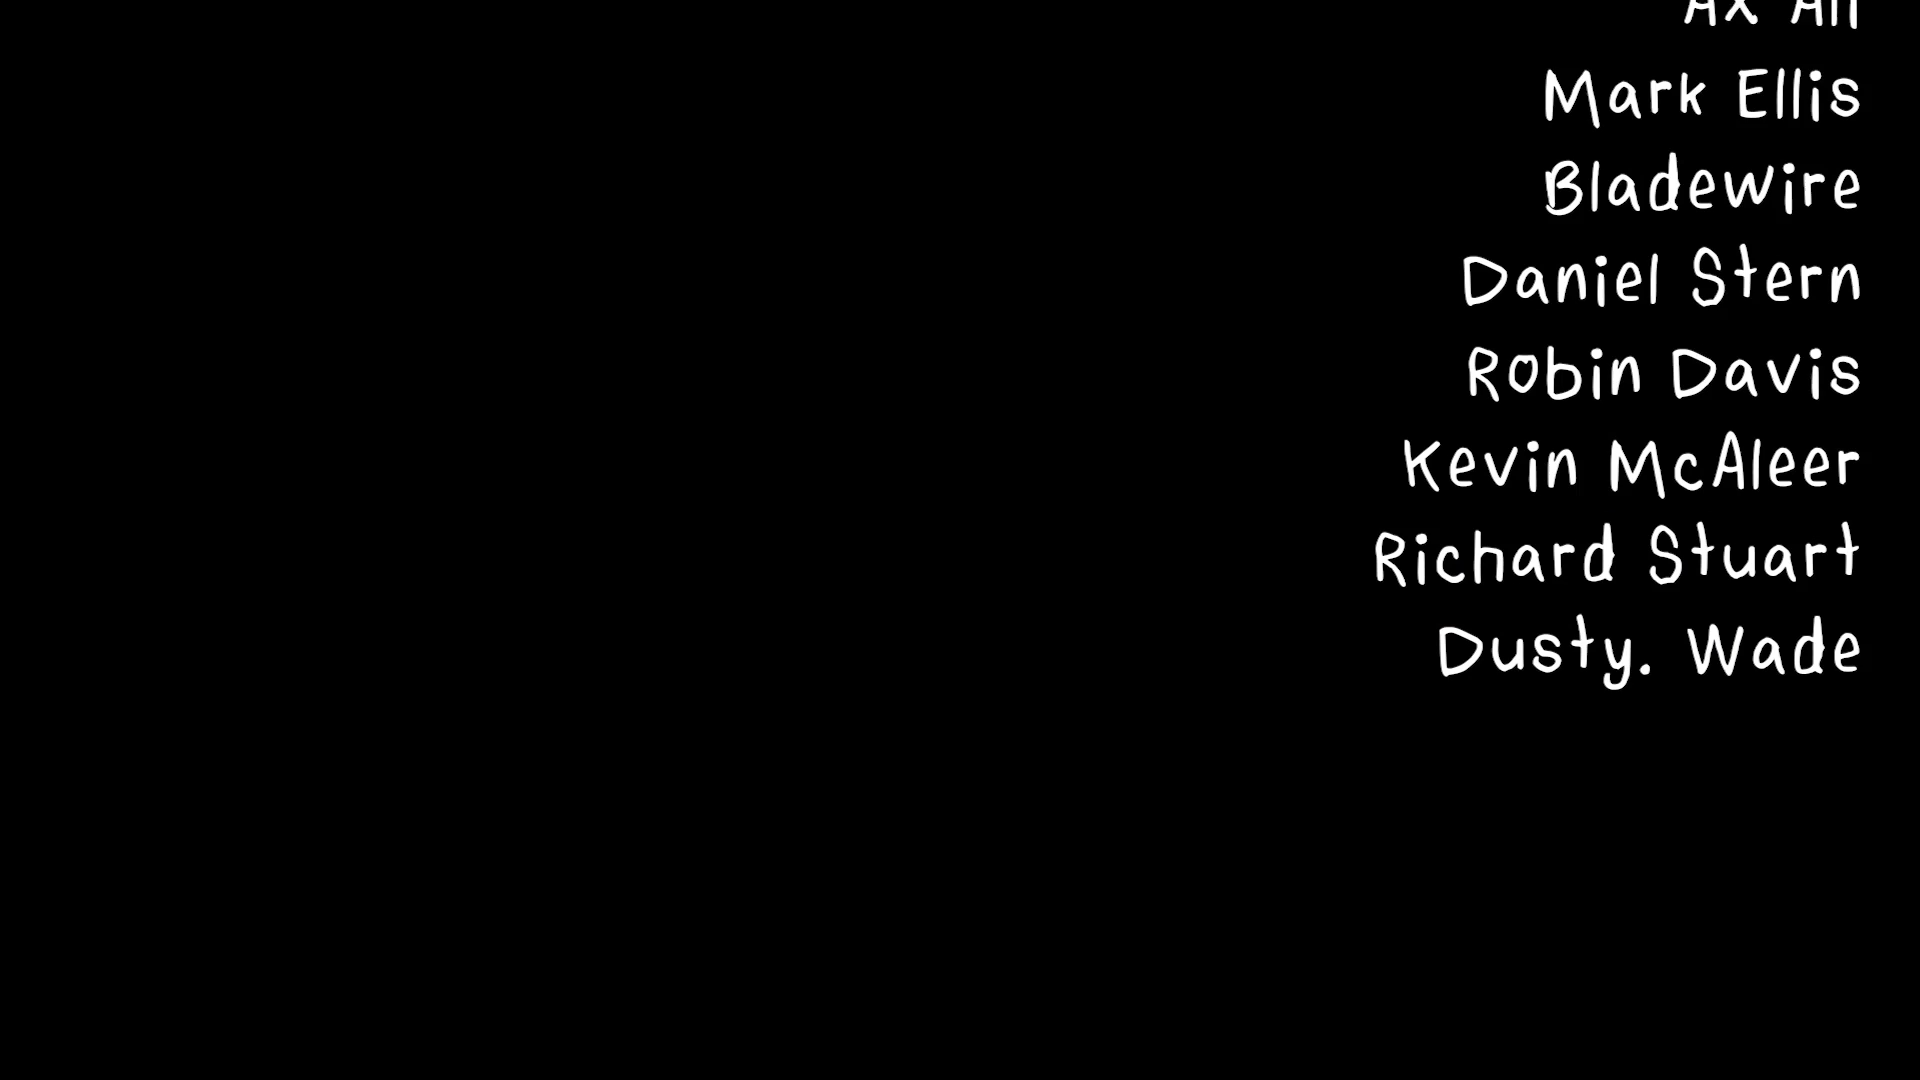 Mark Ellis
Bladewire
Daniel Stern
Robin Davis
Kevin McAleer
Richard Stuart
Dusty. Wade